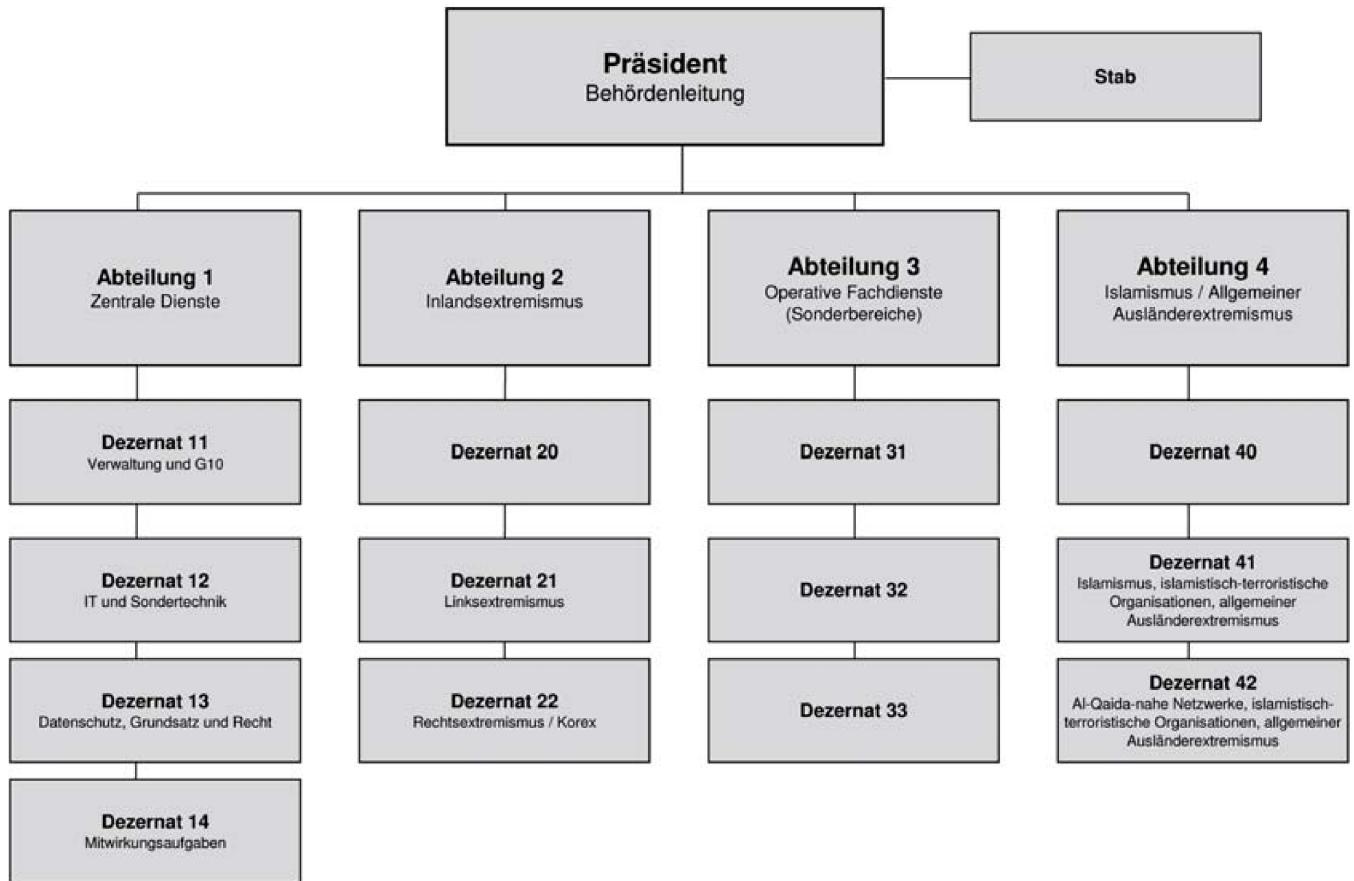 Präsident
Behördenleitung
Stab
Abteilung 1
Zentrale Dienste
Abteilung 2
Inlandsextremismus
Abteilung 3
Operative Fachdienste
(Sonderbereiche)
Abteilung 4
Islamismus / Allgemeiner
Ausländerextremismus
Dezernat 11
Verwaltung und G10
Dezernat 20
Dezernat 31
Dezernat 40
Dezernat 12
IT und Sondertechnik
Dezernat 21
Linksextremismus
Dezernat 32
Dezernat 41
Islamismus, islamistisch-terroristische
Organisationen, allgemeiner
Ausländerextremismus
Dezernat 13
Datenschutz, Grundsatz und Recht
Dezernat 22
Rechtsextremismus / Korex
Dezernat 33
Dezernat 42
Al-Qaida-nahe Netzwerke, islamistisch-
terroristische Organisationen, allgemeiner
Ausländerextremismus
Dezernat 14
Mitwirkungsaufgaben